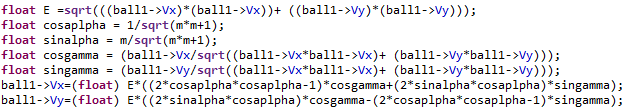 float E =sqrt(((ball1->Vx)*(ball1->Vx))+ ((ball1->Vy)*(ball1->Vy)));
float cosaplpha = 1/sqrt(m*m+1);
float sinalpha = m/sqrt(m*m+1);
float cosgamma = (ball1->Vx/sqrt((ball1->Vx*ball1->Vx)+ (ball1->Vy*ball1->Vy)));
float singamma = (ball1->Vy/sqrt((ball1->Vx*ball1->Vx)+ (ball1->Vy*ball1->Vy)));
ball1->Vx=(float) E*((2*cosaplpha*cosaplpha-1)*cosgamma+(2*sinalpha*cosaplpha)*singamma);
ball1->Vy=(float) E*((2*sinalpha*cosaplpha)*cosgamma-(2*cosaplpha*cosaplpha-1)*singamma);